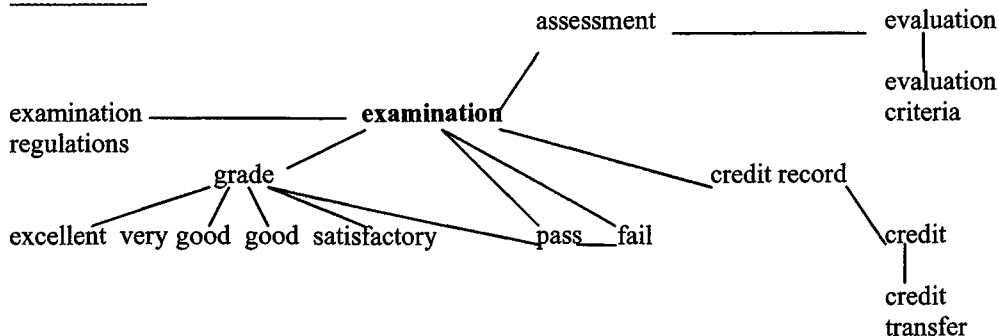 assessment evaluation
evaluation
criteria
examination examination
regulations
grade credit record
excellent very good good satisfactory pass fail credit
credit
transfer